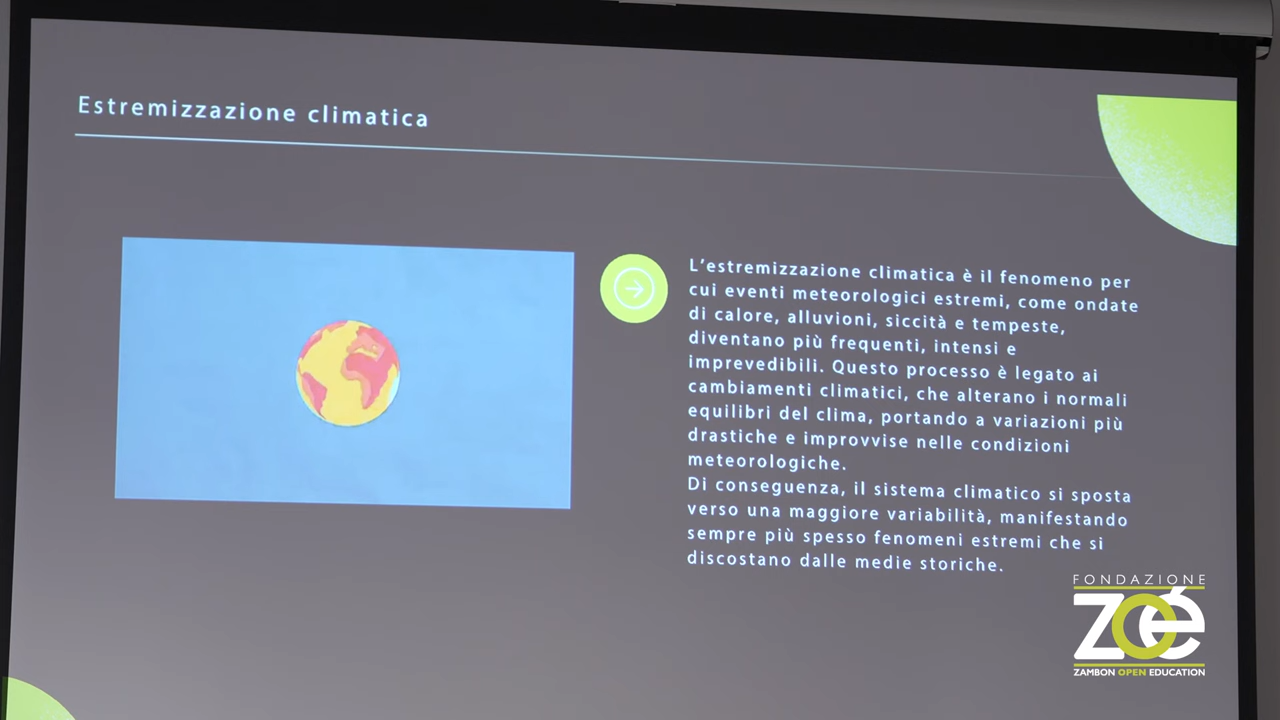 Estremizzazione climatica
L'estremizzazione climatica è il fenomeno per
cui eventi meteorologici estremi, come ondate
di calore, alluvioni, siccità e tempeste,
diventano più frequenti, intensi e
imprevedibili. Questo processo è legato ai
cambiamenti climatici, che alterano i normali
equilibri del clima, portando a variazioni più
drastiche e improvvise nelle condizioni
meteorologiche.
Di conseguenza, il sistema climatico si sposta
verso una maggiore variabilità, manifestando
sempre più spesso fenomeni estremi che si
discostano dalle medie storiche.
FONDAZIONE
zoé
ZAMBON OPEN EDUCATION